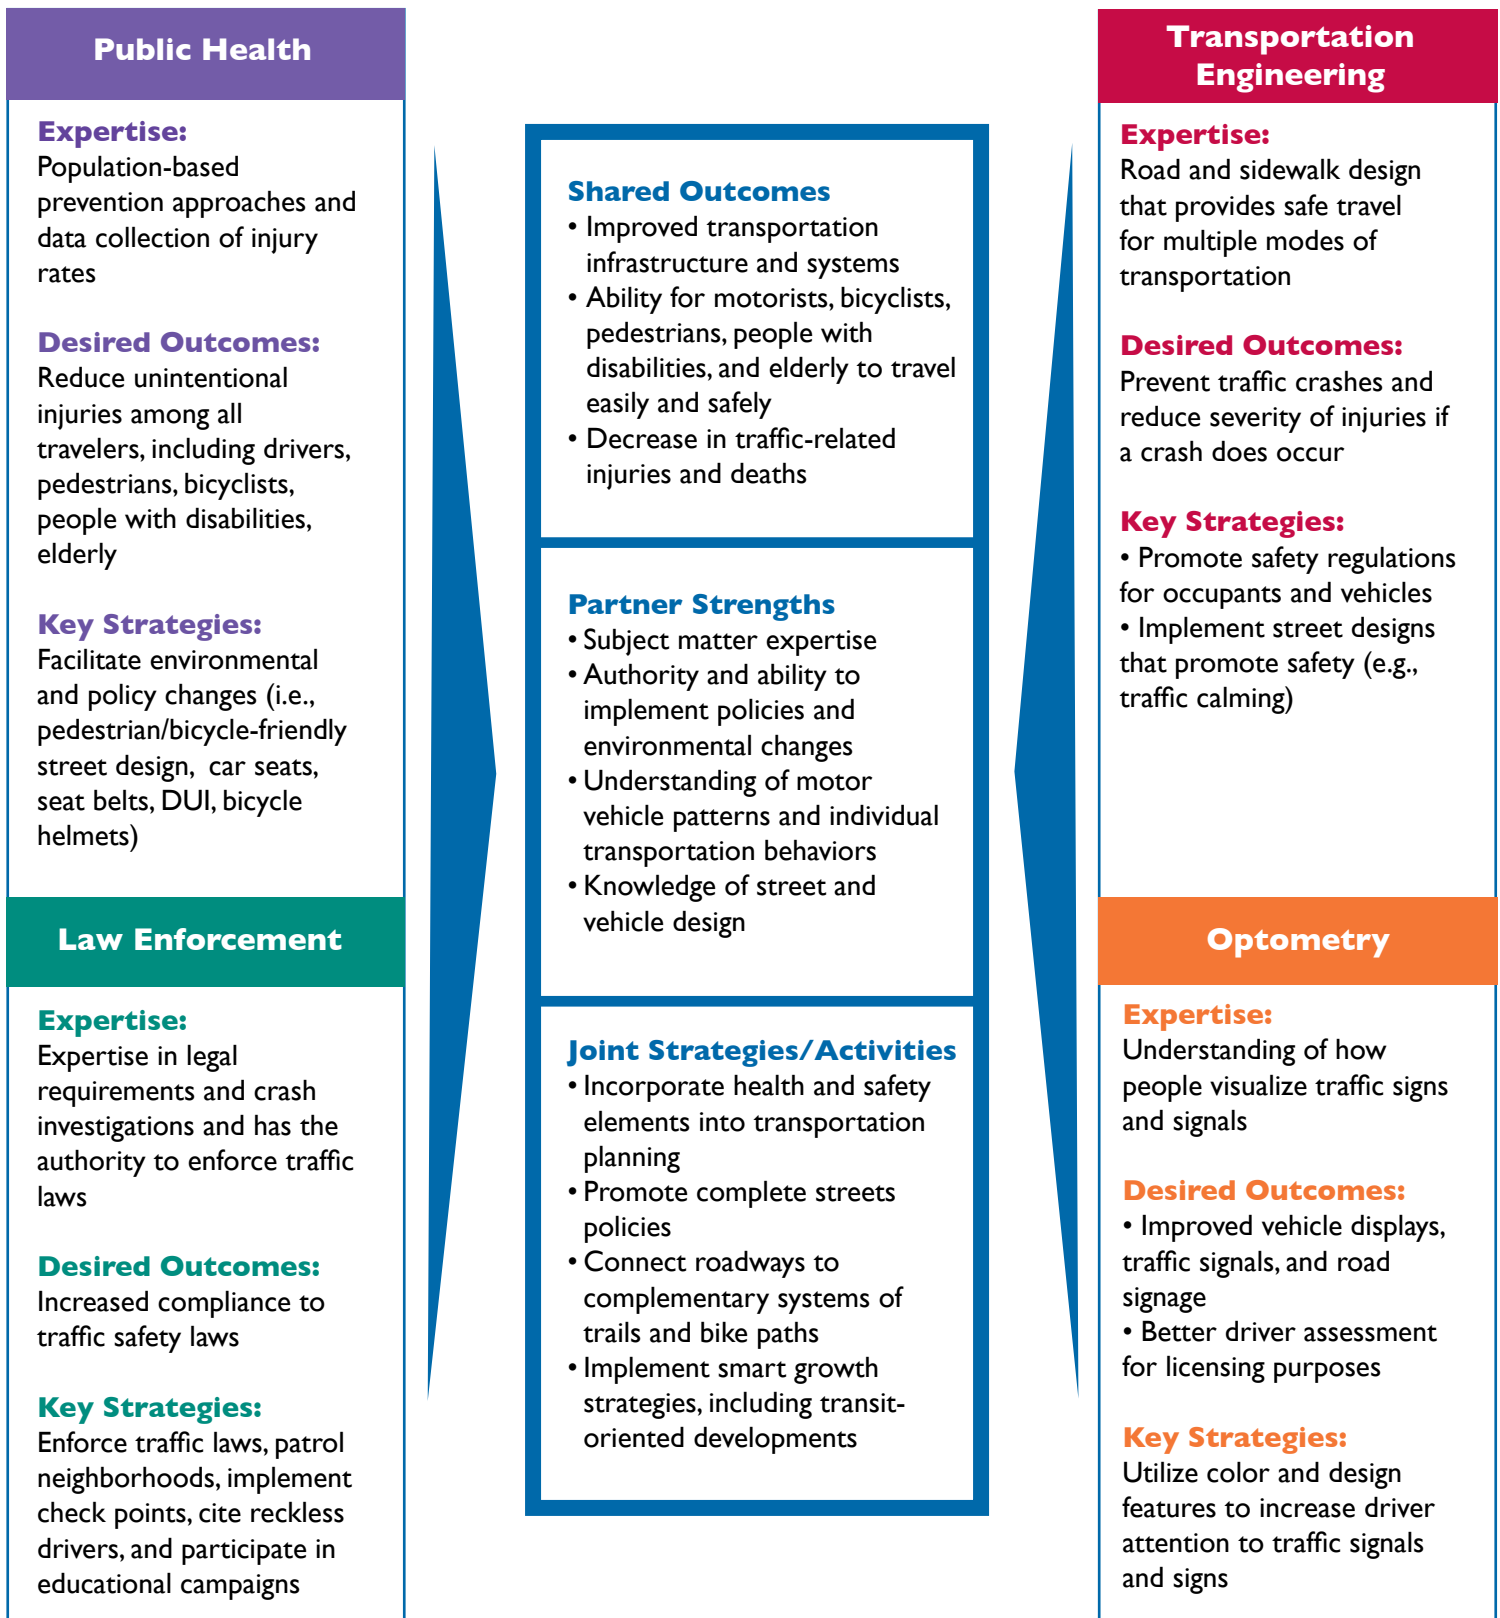 Public Health
Expertise:
Population-based
prevention approaches and
data collection of injury
rates
Desired Outcomes:
Reduce unintentional
injuries among all
travelers, including drivers,
pedestrians, bicyclists,
people with disabilities,
elderly
Key Strategies:
Facilitate environmental
and policy changes (i.e.,
pedestrian/bicycle-friendly
street design, car seats,
seat belts, DUI, bicycle
helmets)
Law Enforcement
Expertise:
Expertise in legal
requirements and crash
investigations and has the
authority to enforce traffic
laws
Desired Outcomes:
Increased compliance to
traffic safety laws
Key Strategies:
Enforce traffic laws, patrol
neighborhoods, implement
check points, cite reckless
drivers, and participate in
educational campaigns
Shared Outcomes
• Improved transportation
infrastructure and systems
• Ability for motorists, bicyclists,
pedestrians, people with
disabilities, and elderly to travel
easily and safely
• Decrease in traffic-related
injuries and deaths
Partner Strengths
• Subject matter expertise
• Authority and ability to
implement policies and
environmental changes
• Understanding of motor
vehicle patterns and individual
transportation behaviors
• Knowledge of street and
vehicle design
Joint Strategies/Activities
• Incorporate health and safety
elements into transportation
planning
• Promote complete streets
policies
• Connect roadways to
complementary systems of
trails and bike paths
• Implement smart growth
strategies, including transit-
oriented developments
Transportation
Engineering
Expertise:
Road and sidewalk design
that provides safe travel
for multiple modes of
transportation
Desired Outcomes:
Prevent traffic crashes and
reduce severity of injuries if
a crash does occur
Key Strategies:
• Promote safety regulations
for occupants and vehicles
• Implement street designs
that promote safety (e.g.,
traffic calming)
Optometry
Expertise:
Understanding of how
people visualize traffic signs
and signals
Desired Outcomes:
• Improved vehicle displays,
traffic signals, and road
signage
• Better driver assessment
for licensing purposes
Key Strategies:
Utilize color and design
features to increase driver
attention to traffic signals
and signs